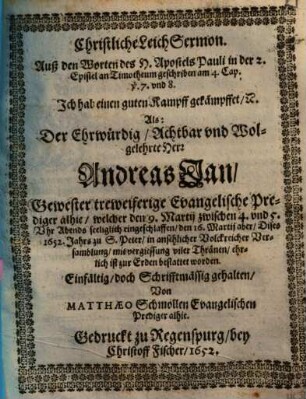 Christliche Leich Sermon.
Auß den Worten des H. Apostels Pauli in der 2.
Epistel an Timotheum geschriben am 4. Cap.
v. 7. vnd 8.
Ich hab einen guten Kampff gekämpffet / ꝛc.
Als:
Der Ehrwürdig / Achtbar vnd Wol-
gelehrte Herr
Andreas Jan /
Gewester treweiferige Evangelische Pre-
diger alhie / welcher den 9. Martij zwischen 4. vnd 5.
Vhr Abends seeliglich eingeschlaffen / den 16. Martij aber / dises
1652. Jahrs zu S. Peter / in ansehlicher Volckreicher Ver-
samblung / mit vergiessung viler Thränen / ehr-
lich ist zur Erden bestattet worden.
Einfältig / doch Schrifftmässig gehalten /
Von
MATTHÆO Schmollen Evangelischen
Prediger alhie.
Gedruckt zu Regenspurg / bey
Christoff Fischer / 1652.